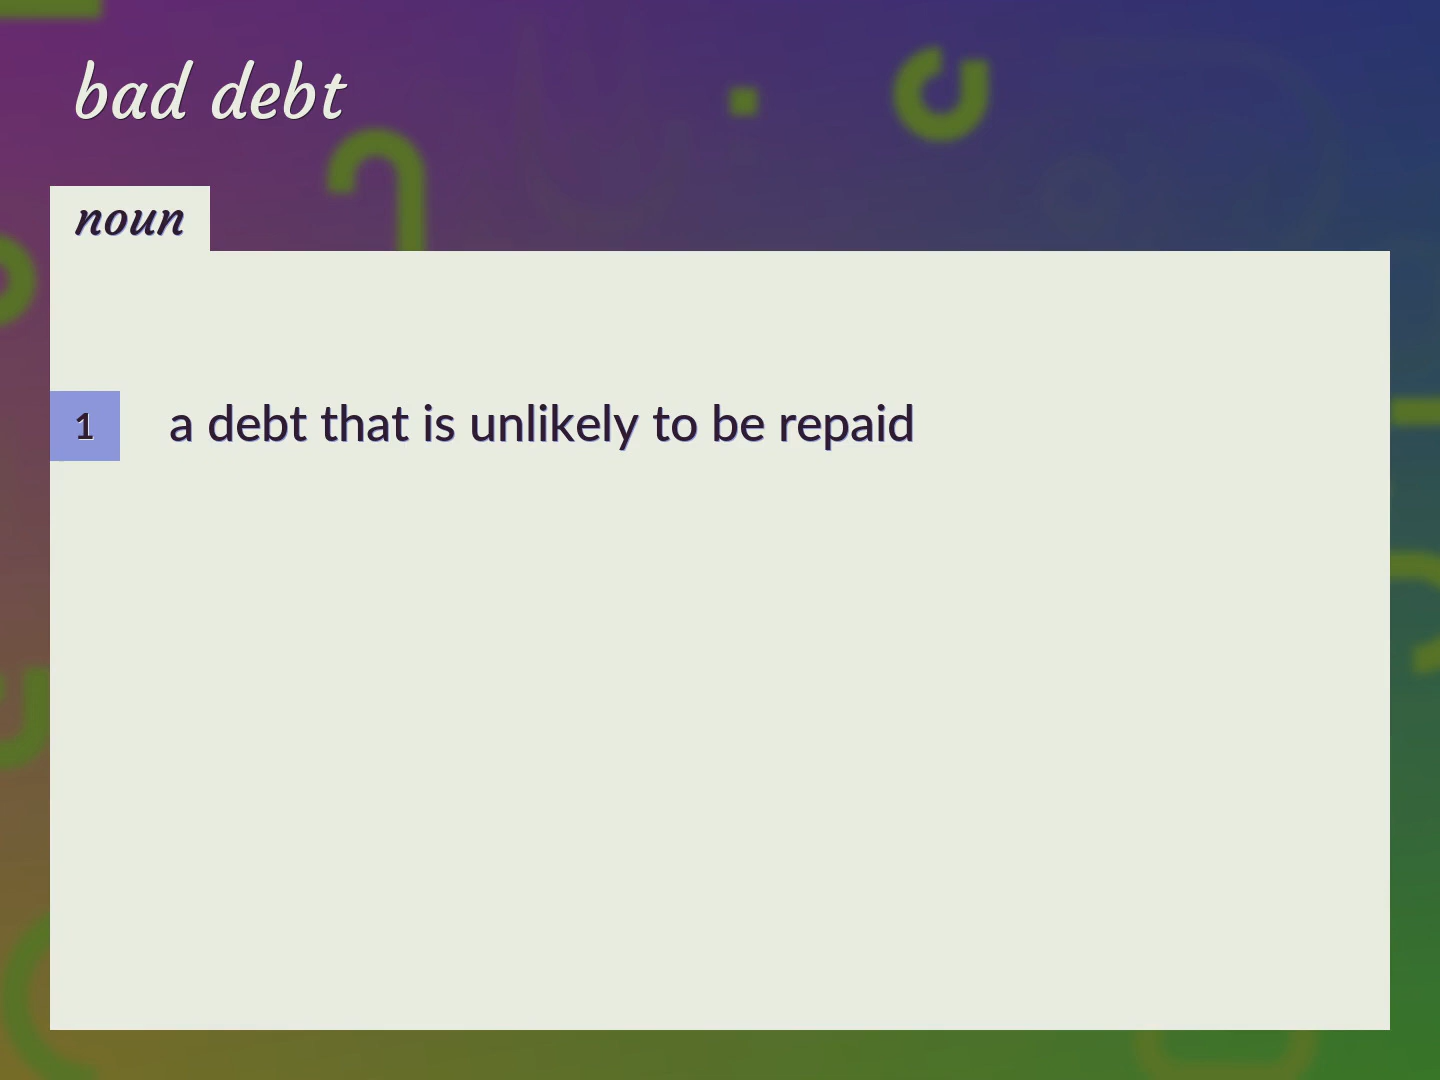 bad debt
noun
1 a debt that is unlikely to be repaid